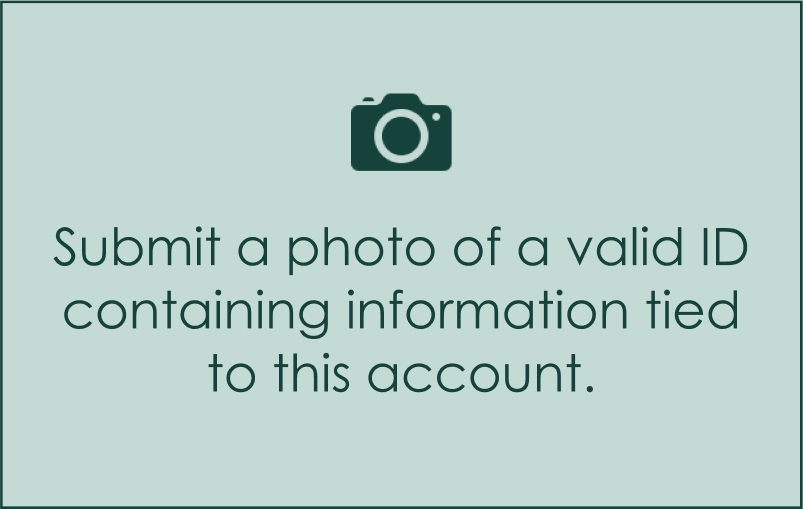 Submit a photo of a valid ID
containing information tied
to this account.